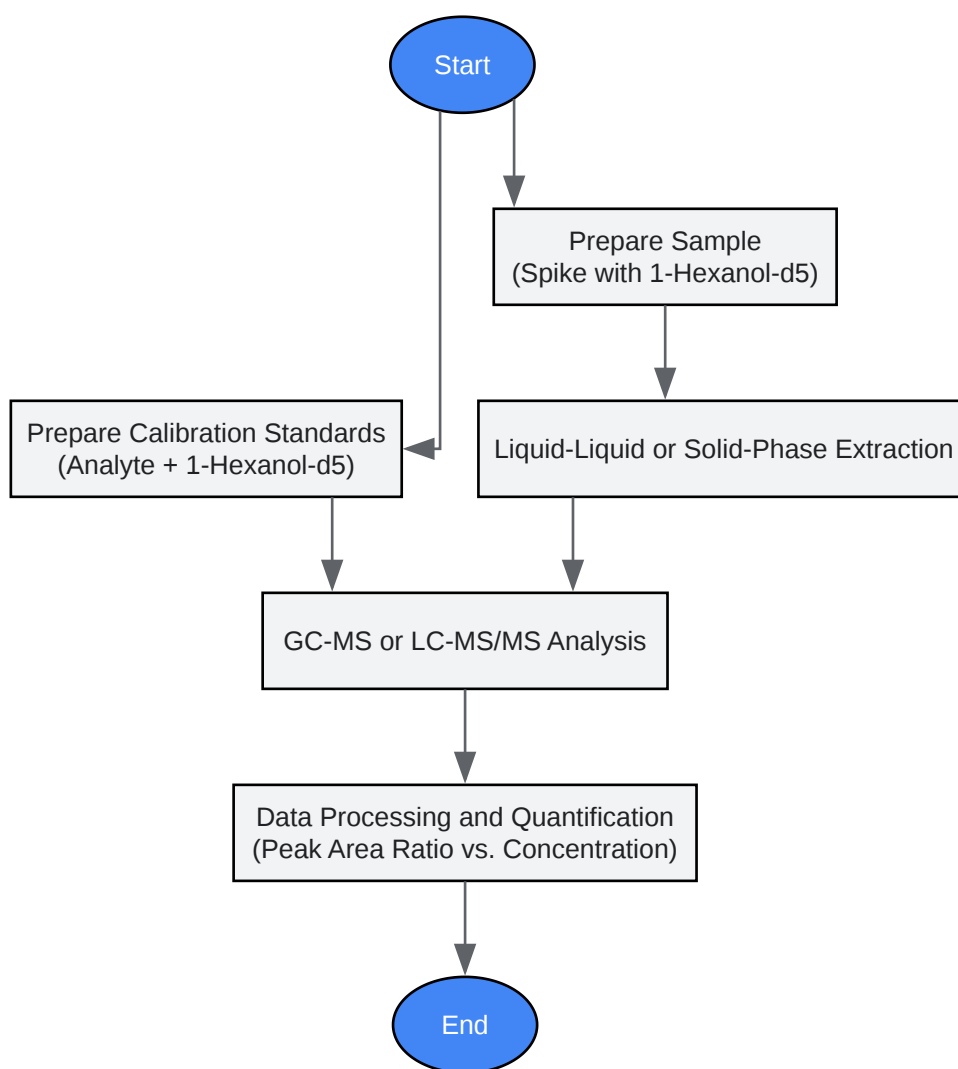 Start
Prepare Sample
(Spike with 1-Hexanol-d5)
Prepare Calibration Standards
(Analyte + 1-Hexanol-d5)
Liquid-Liquid or Solid-Phase Extraction
GC-MS or LC-MS/MS Analysis
Data Processing and Quantification
(Peak Area Ratio vs. Concentration)
End